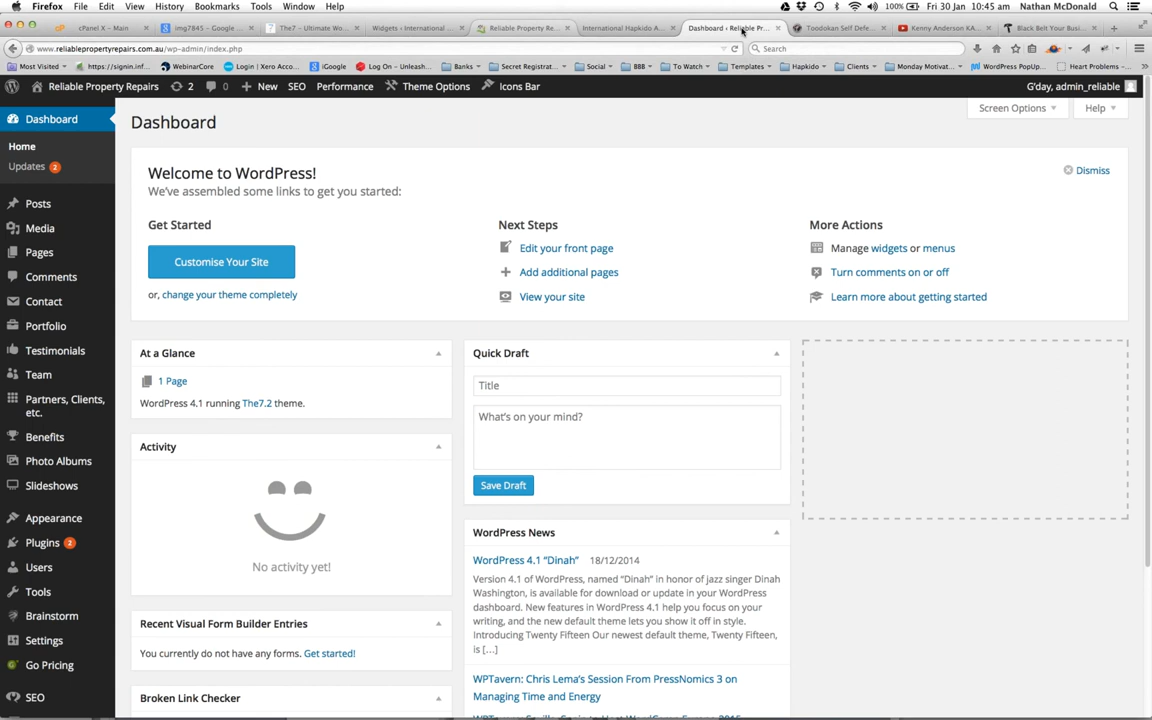 Firefox File Edit View History Bookmarks Tools Window Help 100% Fri 30 Jan 10:45 am Nathan McDonald
cPanel X - Main img7845 - Google ... The7 - Ultimate Wo... Widgets ‹ International ... Reliable Property Re... International Hapkido A... Dashboard ‹ Reliable Pr... Toodokan Self Defe... Kenny Anderson KA... Black Belt Your Busi...
www.reliablepropertyrepairs.com.au/wp-admin/index.php Search
Most Visited https://signin.inf... WebinarCore Login | Xero Acco... iGoogle Log On – Unleash... Banks Secret Registrat... Social BBB To Watch Templates Hapkido Clients Monday Motivat... WordPress PopUp... Heart Problems –...
Reliable Property Repairs 2 0 New SEO Performance Theme Options Icons Bar G'day, admin_reliable
Dashboard
Home
Updates 2
Posts
Media
Pages
Comments
Contact
Portfolio
Testimonials
Team
Partners, Clients,
etc.
Benefits
Photo Albums
Slideshows
Appearance
Plugins 2
Users
Tools
Brainstorm
Settings
Go Pricing
SEO
Screen Options Help
Dashboard
Welcome to WordPress!
We've assembled some links to get you started:
Dismiss
Get Started
Customise Your Site
or, change your theme completely
Next Steps
Edit your front page
Add additional pages
View your site
More Actions
Manage widgets or menus
Turn comments on or off
Learn more about getting started
At a Glance
1 Page
WordPress 4.1 running The7.2 theme.
Activity
No activity yet!
Recent Visual Form Builder Entries
You currently do not have any forms. Get started!
Broken Link Checker
Quick Draft
Title
What's on your mind?
Save Draft
WordPress News
WordPress 4.1 "Dinah" 18/12/2014
Version 4.1 of WordPress, named "Dinah" in honor of jazz singer Dinah
Washington, is available for download or update in your WordPress
dashboard. New features in WordPress 4.1 help you focus on your
writing, and the new default theme lets you show it off in style.
Introducing Twenty Fifteen Our newest default theme, Twenty Fifteen,
is [...]
WPTavern: Chris Lema's Session From PressNomics 3 on
Managing Time and Energy